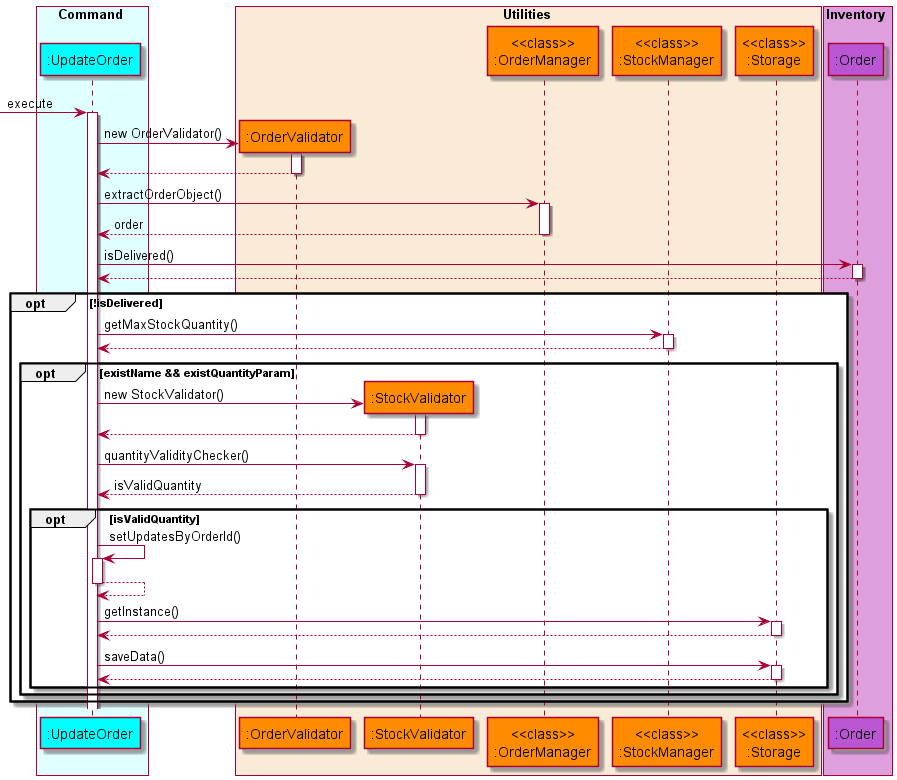 Command
Utilities
Inventory
<<class>>
:OrderManager
<<class>>
:StockManager
<<class>>
:Storage
:UpdateOrder
:Order
execute
new OrderValidator()
:OrderValidator
extractOrderObject()
order
isDelivered()
opt
[!isDelivered]
getMaxStockQuantity()
opt
[existName && existQuantityParam]
new StockValidator()
:StockValidator
quantityValidityChecker()
isValidQuantity
opt
[isValidQuantity]
setUpdatesByOrderId()
getInstance()
saveData()
:UpdateOrder
:OrderValidator
:StockValidator
<<class>>
:OrderManager
<<class>>
:StockManager
<<class>>
:Storage
:Order